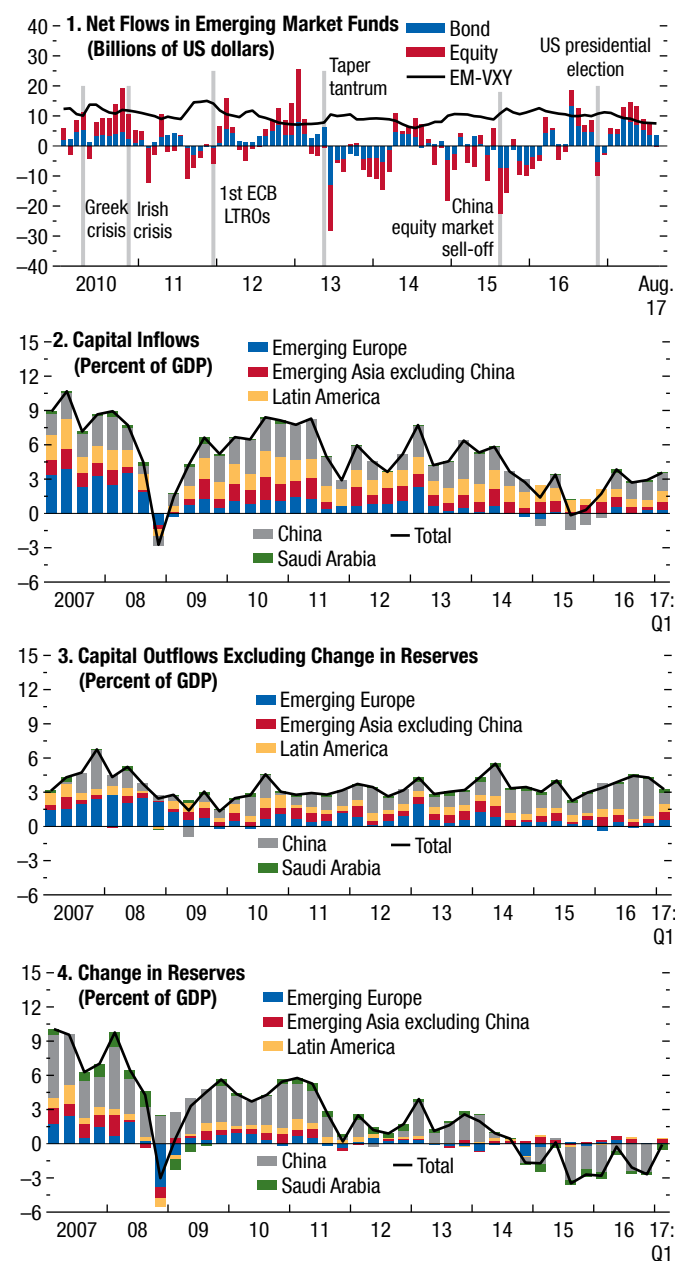 1. Net Flows in Emerging Market Funds
(Billions of US dollars)
Bond
Equity
EM-VXY
Taper
tantrum
US presidential
election
Greek
crisis
Irish
crisis
1st ECB
LTROs
China
equity market
sell-off
40
30
20
10
0
–10
–20
–30
–40
2010 11 12 13 14 15 16 Aug.
17
2. Capital Inflows
(Percent of GDP)
Emerging Europe
Emerging Asia excluding China
Latin America
China
Total
Saudi Arabia
15
12
9
6
3
0
–3
–6
2007 08 09 10 11 12 13 14 15 16 17:
Q1
3. Capital Outflows Excluding Change in Reserves
(Percent of GDP)
Emerging Europe
Emerging Asia excluding China
Latin America
China
Total
Saudi Arabia
15
12
9
6
3
0
–3
–6
2007 08 09 10 11 12 13 14 15 16 17:
Q1
4. Change in Reserves
(Percent of GDP)
Emerging Europe
Emerging Asia excluding China
Latin America
China
Total
Saudi Arabia
15
12
9
6
3
0
–3
–6
2007 08 09 10 11 12 13 14 15 16 17:
Q1